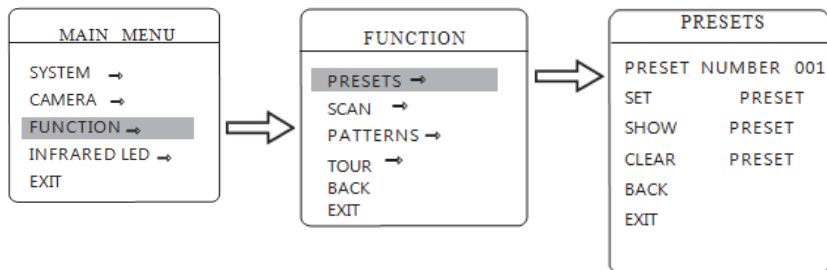 MAIN MENU
SYSTEM →
CAMERA →
FUNCTION →
INFRARED LED →
EXIT
FUNCTION
PRESETS →
SCAN →
PATTERNS →
TOUR →
BACK
EXIT
PRESETS
PRESET NUMBER 001
SET PRESET
SHOW PRESET
CLEAR PRESET
BACK
EXIT